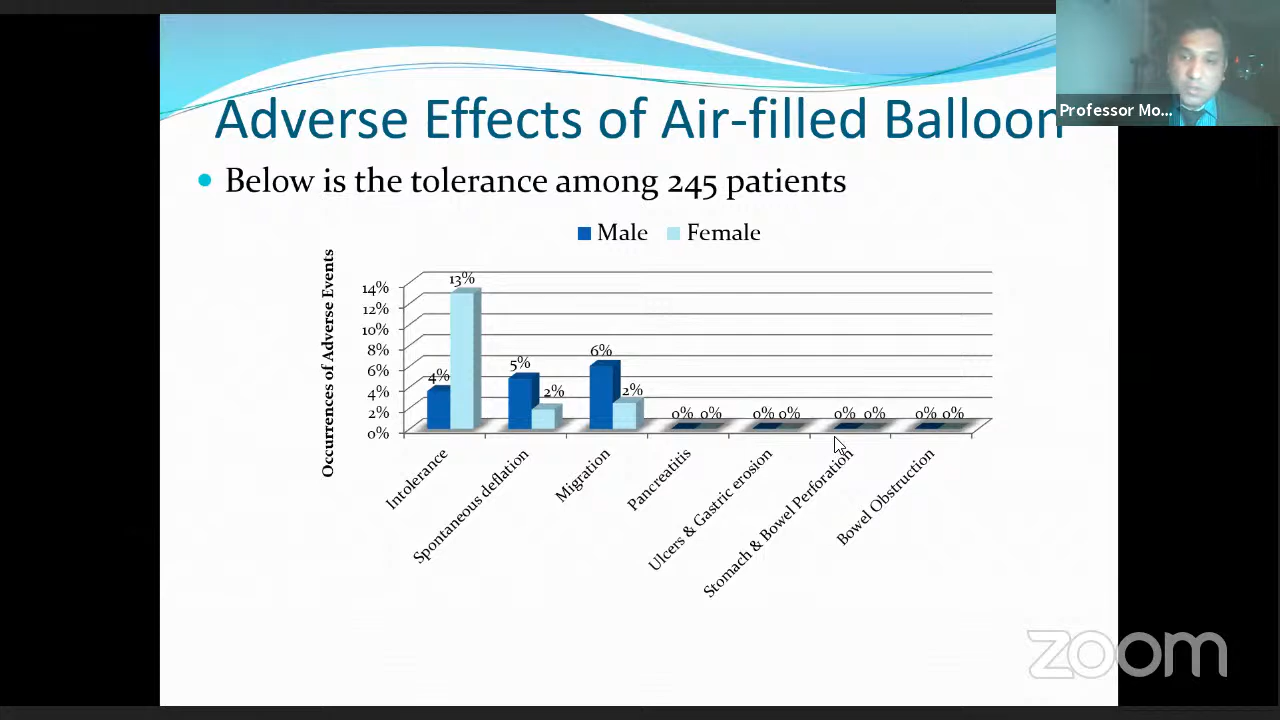 Adverse Effects of Air-filled Balloon
Professor Mo...
Below is the tolerance among 245 patients
Male Female
Occurrences of Adverse Events
14%
12%
10%
8%
6%
4%
2%
0%
4% 13% 5% 2% 6% 2% 0% 0% 0% 0% 0% 0% 0% 0%
Intolerance
Spontaneous deflation
Migration
Pancreatitis
Ulcers & Gastric erosion
Stomach & Bowel Perforation
Bowel Obstruction
zoom